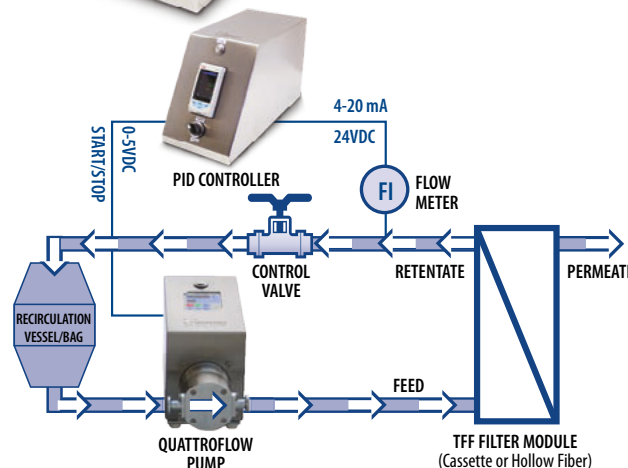 4-20 mA
24VDC
0-5VDC
START/STOP
PID CONTROLLER
FI
FLOW
METER
CONTROL
VALVE
RETENTATE
PERMEATE
RECIRCULATION
VESSEL/BAG
FEED
QUATTROFLOW
PUMP
TFF FILTER MODULE
(Cassette or Hollow Fiber)